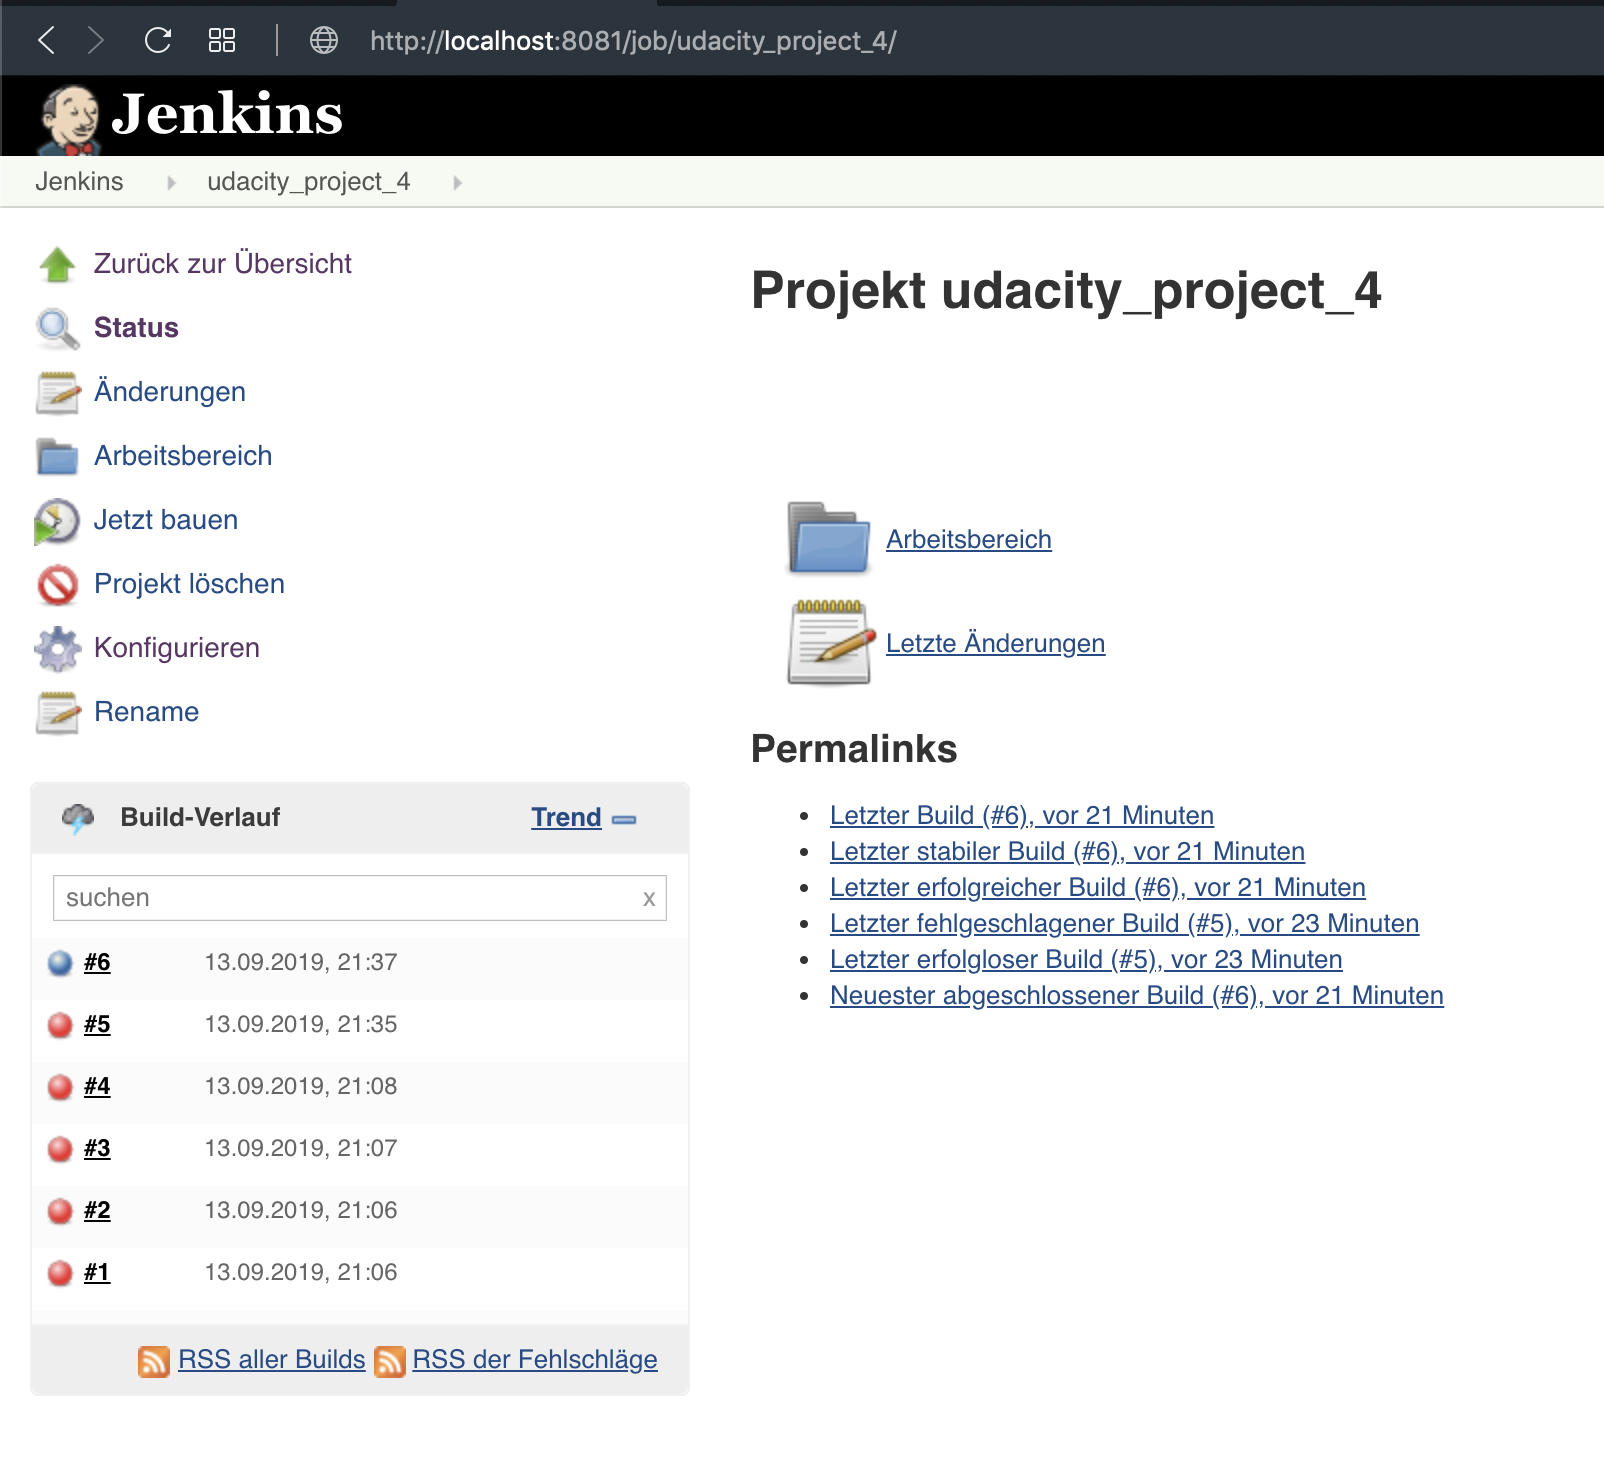 http://localhost:8081/job/udacity_project_4/
Jenkins
Jenkins udacity_project_4
Zurück zur Übersicht
Status
Änderungen
Arbeitsbereich
Jetzt bauen
Projekt löschen
Konfigurieren
Rename
Build-Verlauf Trend
suchen x
#6 13.09.2019, 21:37
#5 13.09.2019, 21:35
#4 13.09.2019, 21:08
#3 13.09.2019, 21:07
#2 13.09.2019, 21:06
#1 13.09.2019, 21:06
RSS aller Builds RSS der Fehlschläge
Projekt udacity_project_4
Arbeitsbereich
Letzte Änderungen
Permalinks
Letzter Build (#6), vor 21 Minuten
Letzter stabiler Build (#6), vor 21 Minuten
Letzter erfolgreicher Build (#6), vor 21 Minuten
Letzter fehlgeschlagener Build (#5), vor 23 Minuten
Letzter erfolgloser Build (#5), vor 23 Minuten
Neuester abgeschlossener Build (#6), vor 21 Minuten